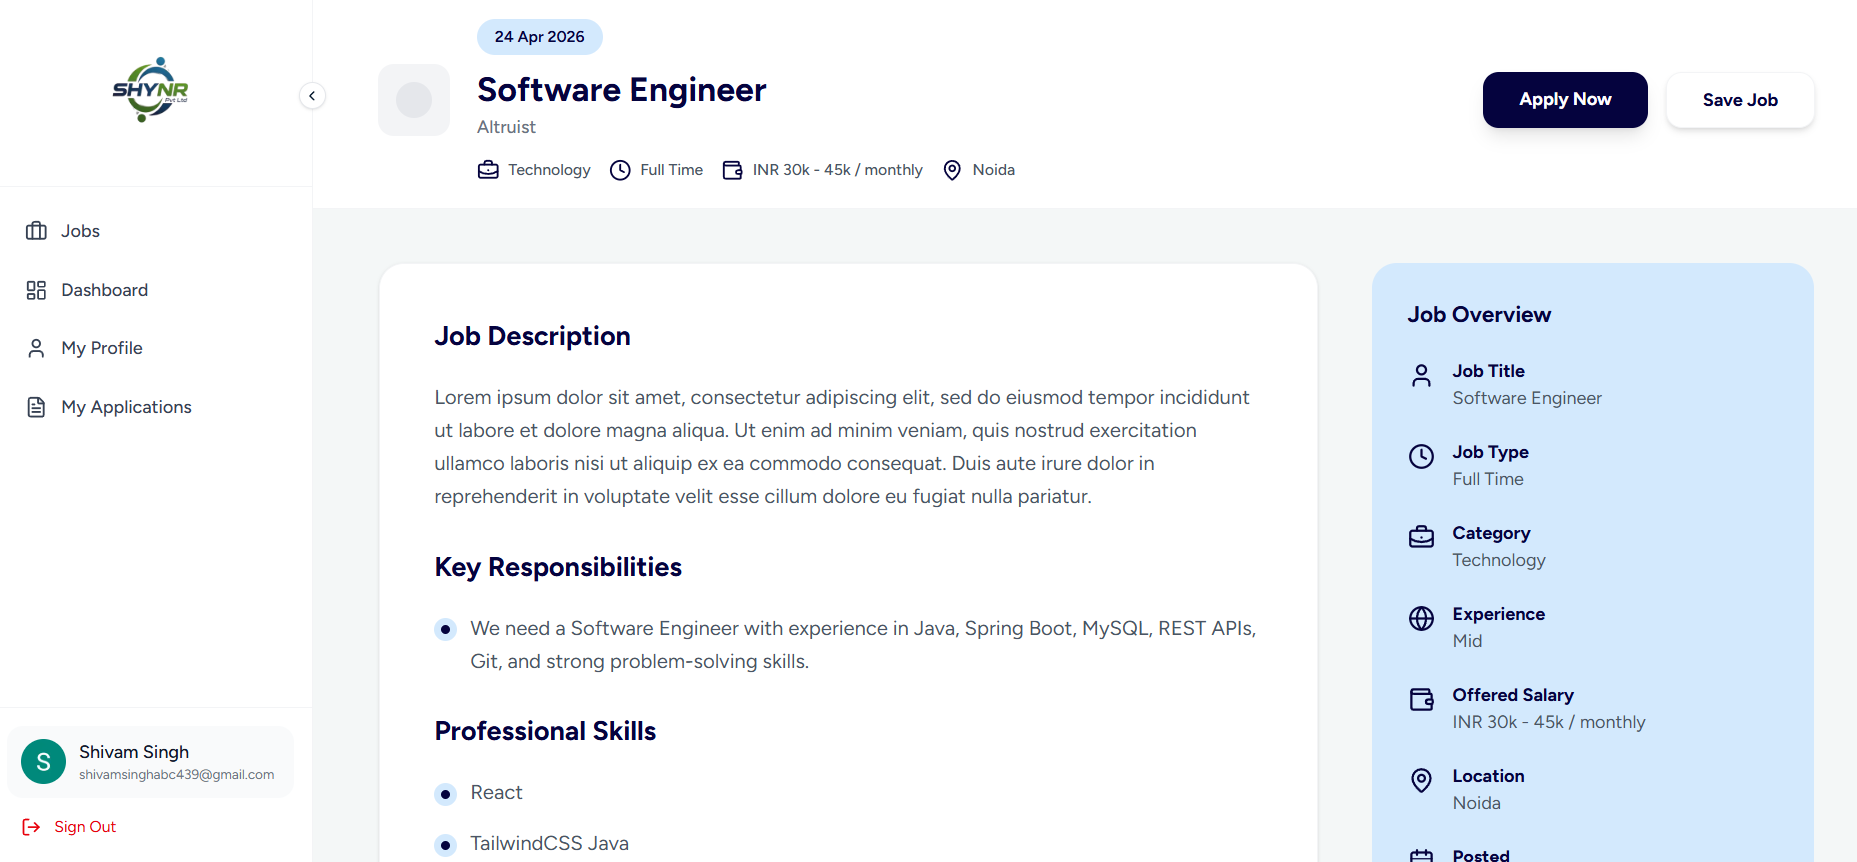 SHYNR
Pvt Ltd
Jobs
Dashboard
My Profile
My Applications
Shivam Singh
S
shivamsinghabc439@gmail.com
Sign Out
24 Apr 2026
Software Engineer
Altruist
Technology
Full Time
INR 30k - 45k / monthly
Noida
Apply Now
Save Job
Job Description
Lorem ipsum dolor sit amet, consectetur adipiscing elit, sed do eiusmod tempor incididunt
ut labore et dolore magna aliqua. Ut enim ad minim veniam, quis nostrud exercitation
ullamco laboris nisi ut aliquip ex ea commodo consequat. Duis aute irure dolor in
reprehenderit in voluptate velit esse cillum dolore eu fugiat nulla pariatur.
Key Responsibilities
We need a Software Engineer with experience in Java, Spring Boot, MySQL, REST APIs,
Git, and strong problem-solving skills.
Professional Skills
React
TailwindCSS Java
Job Overview
Job Title
Software Engineer
Job Type
Full Time
Category
Technology
Experience
Mid
Offered Salary
INR 30k - 45k / monthly
Location
Noida
Posted